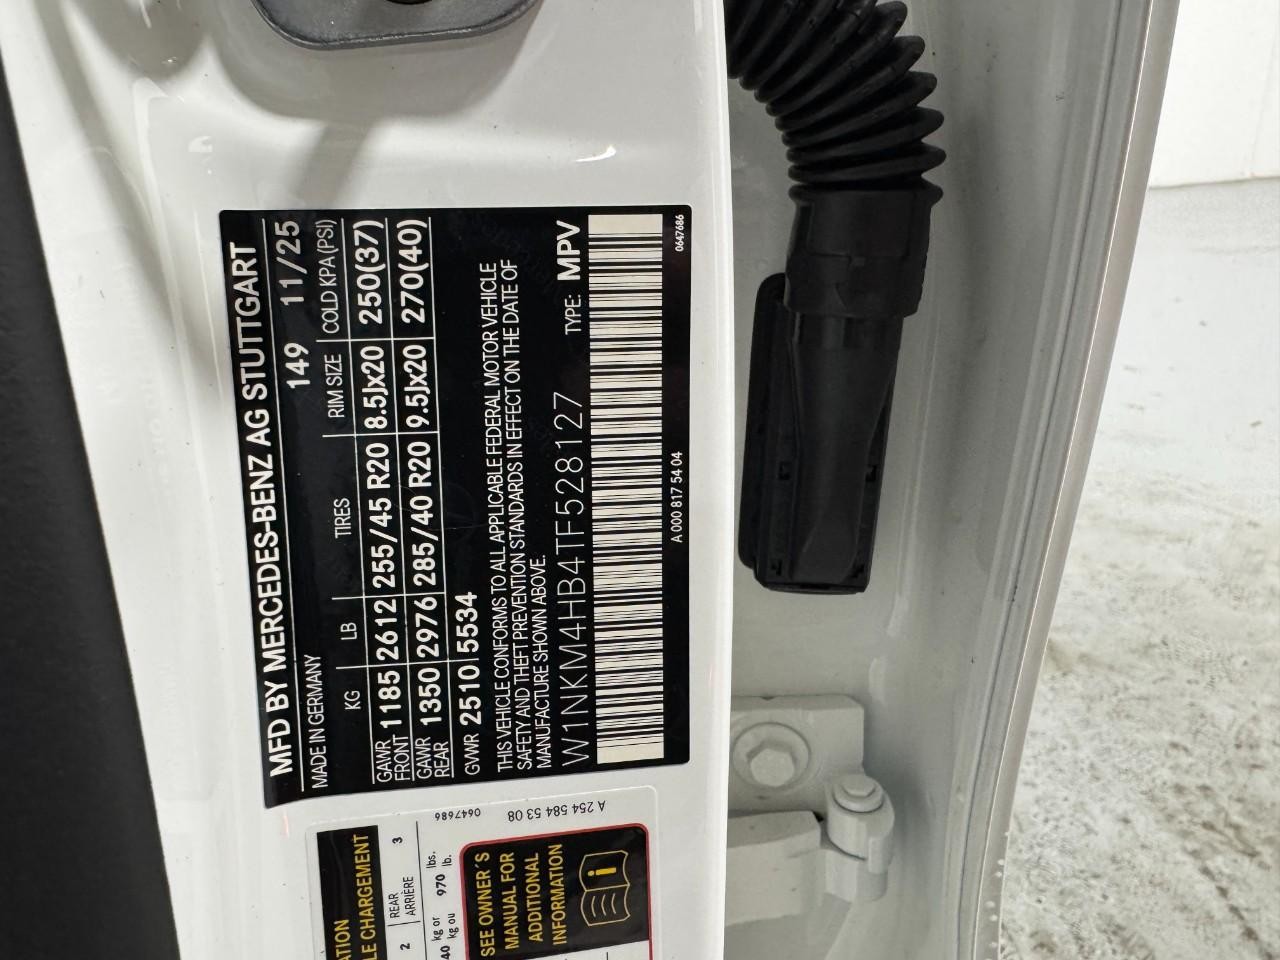 MFD BY MERCEDES-BENZ AG STUTTGART
MADE IN GERMANY 149 11/25
KG LB TIRES RIM SIZE COLD KPA(PSI)
GAWR FRONT 1185 2612 255/45 R20 8.5Jx20 250(37)
GAWR REAR 1350 2976 285/40 R20 9.5Jx20 270(40)
GVWR 2510 5534
THIS VEHICLE CONFORMS TO ALL APPLICABLE FEDERAL MOTOR VEHICLE
SAFETY AND THEFT PREVENTION STANDARDS IN EFFECT ON THE DATE OF
MANUFACTURE SHOWN ABOVE.
W1NKM4HB4TF528127 TYPE: MPV
A 000 817 54 04 0647686
A 254 584 53 08
0647686
LE CHARGEMENT
2 REAR ARRIÈRE 3
kg or kg ou 970 lbs. lb.
SEE OWNER'S
MANUAL FOR
ADDITIONAL
INFORMATION